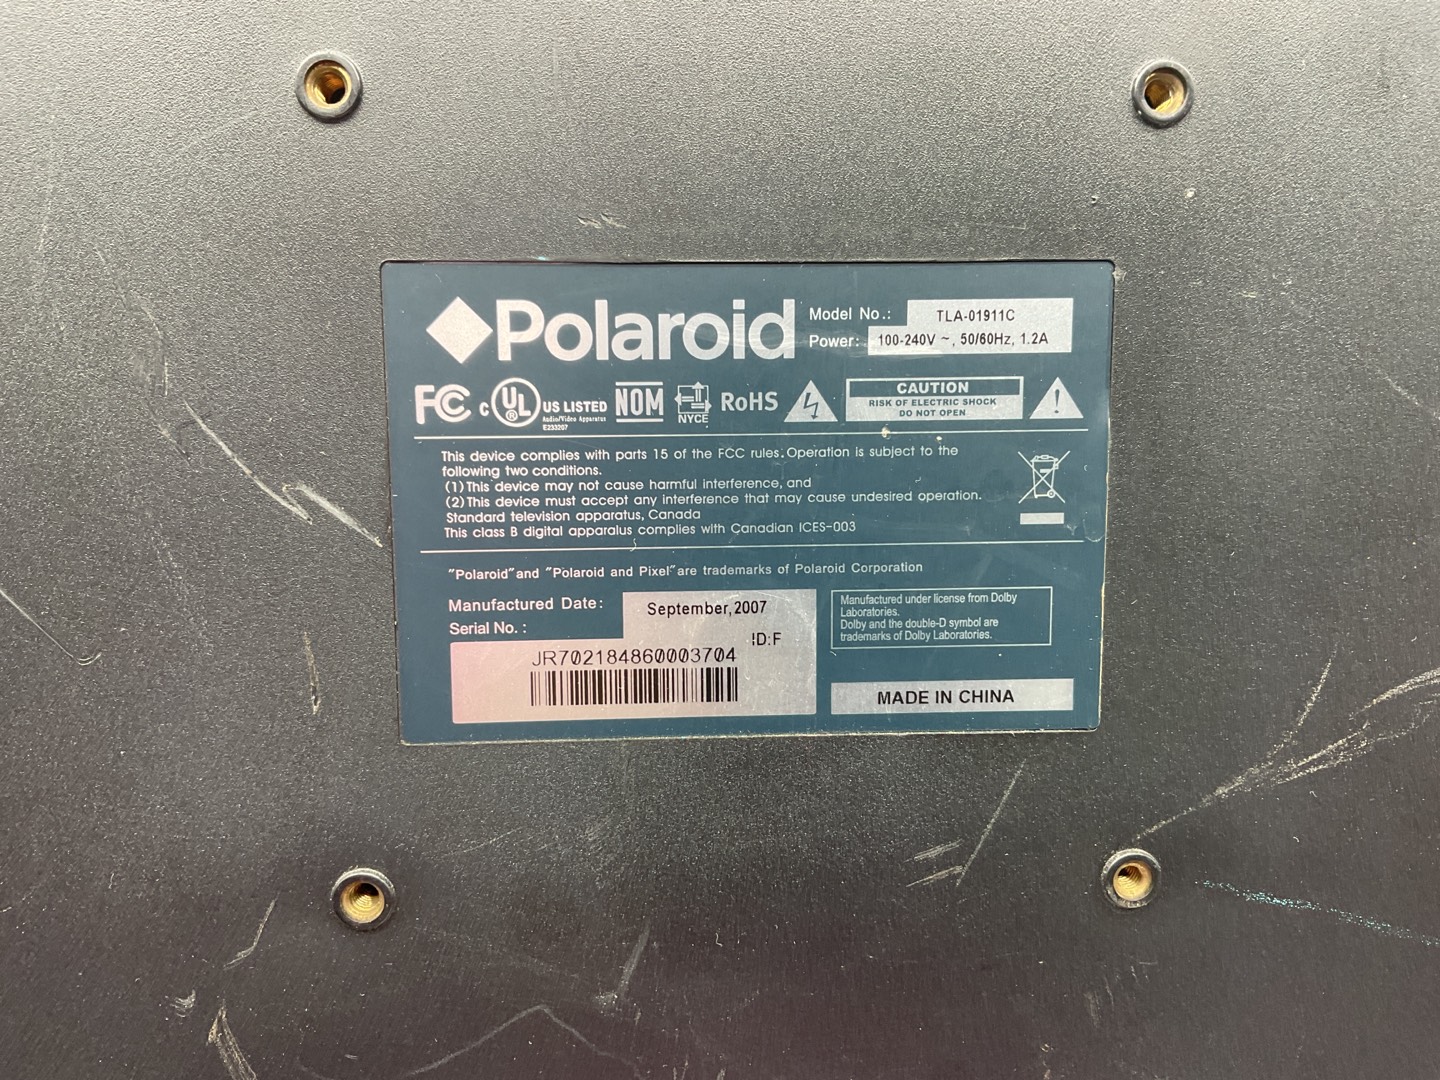 Polaroid
Model No.: TLA-01911C
Power: 100-240V ~, 50/60Hz, 1.2A
FC c UL ® US LISTED NOM NYCE RoHS
Audio/Video Apparatus
E233207
CAUTION
RISK OF ELECTRIC SHOCK
DO NOT OPEN
This device complies with parts 15 of the FCC rules. Operation is subject to the
following two conditions.
(1) This device may not cause harmful interference, and
(2) This device must accept any interference that may cause undesired operation.
Standard television apparatus, Canada
This class B digital apparalus complies with Canadian ICES-003
"Polaroid" and "Polaroid and Pixel" are trademarks of Polaroid Corporation
Manufactured Date: September, 2007
Serial No. :
ID:F
JR702184860003704
Manufactured under license from Dolby
Laboratories.
Dolby and the double-D symbol are
trademarks of Dolby Laboratories.
MADE IN CHINA